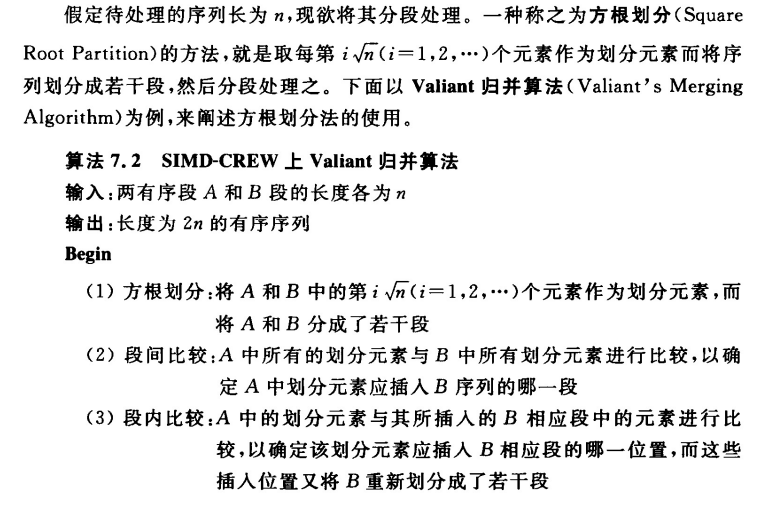 假定待处理的序列长为 n,现欲将其分段处理。一种称之为方根划分(Square
Root Partition)的方法,就是取每第 i√n(i=1,2,…)个元素作为划分元素而将序
列划分成若干段,然后分段处理之。下面以 Valiant 归并算法(Valiant's Merging
Algorithm)为例,来阐述方根划分法的使用。
算法 7.2 SIMD-CREW 上 Valiant 归并算法
输入:两有序段 A 和 B 段的长度各为 n
输出:长度为 2n 的有序序列
Begin
(1) 方根划分:将 A 和 B 中的第 i√n(i=1,2,…)个元素作为划分元素,而
将 A 和 B 分成了若干段
(2) 段间比较:A 中所有的划分元素与 B 中所有划分元素进行比较,以确
定 A 中划分元素应插入 B 序列的哪一段
(3) 段内比较:A 中的划分元素与其所插入的 B 相应段中的元素进行比
较,以确定该划分元素应插入 B 相应段的哪一位置,而这些
插入位置又将 B 重新划分成了若干段